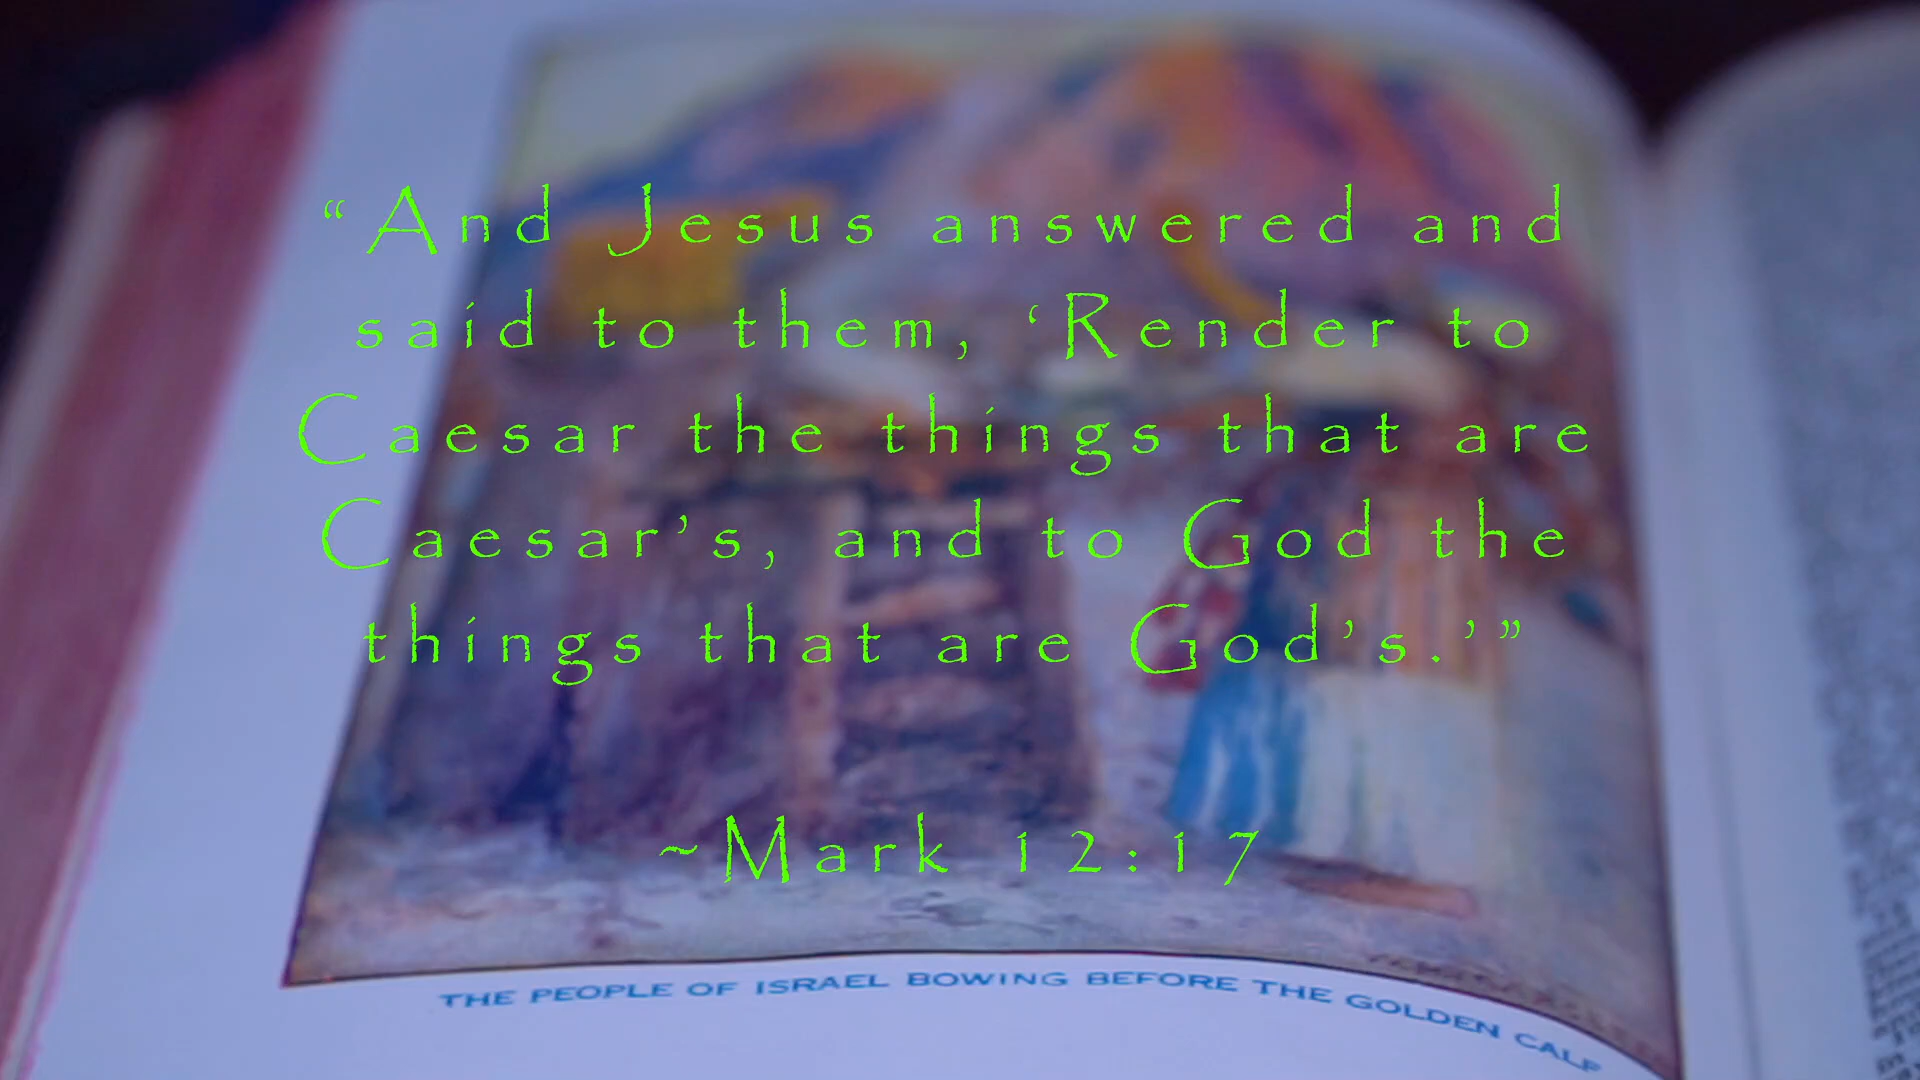 “And Jesus answered and
said to them, ‘Render to
Caesar the things that are
Caesar’s, and to God the
things that are God’s.’”
~Mark 12:17
THE PEOPLE OF ISRAEL BOWING BEFORE THE GOLDEN CALF